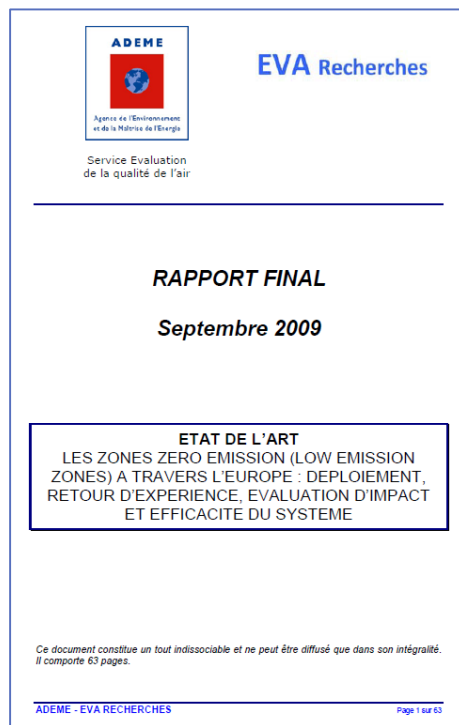 ADEME
EVA Recherches
Agence de l'Environnement
et de la Maîtrise de l'Energie
Service Evaluation
de la qualité de l'air
RAPPORT FINAL
Septembre 2009
ETAT DE L'ART
LES ZONES ZERO EMISSION (LOW EMISSION
ZONES) A TRAVERS L'EUROPE : DEPLOIEMENT,
RETOUR D'EXPERIENCE, EVALUATION D'IMPACT
ET EFFICACITE DU SYSTEME
Ce document constitue un tout indissociable et ne peut être diffusé que dans son intégralité.
Il comporte 63 pages.
ADEME - EVA RECHERCHES
Page 1 sur 63